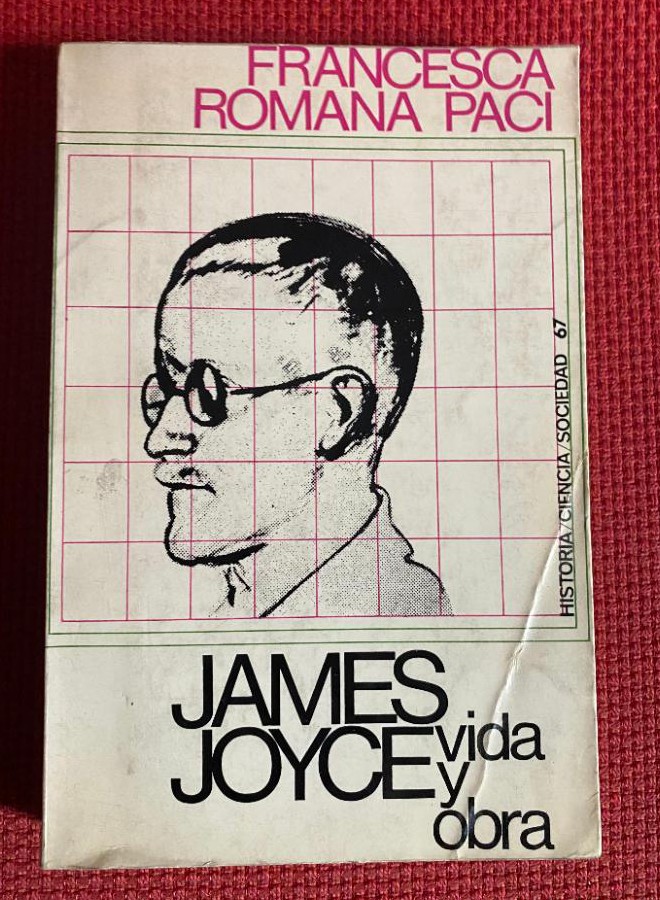 FRANCESCA
ROMANA PACI
HISTORIA/CIENCIA/SOCIEDAD 67
JAMES
JOYCE vida
y
obra